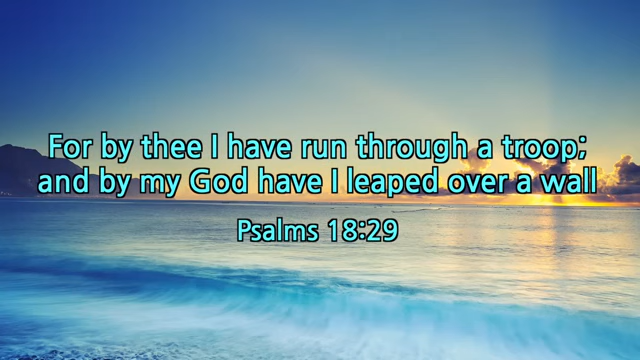 For by thee I have run through a troop;
and by my God have I leaped over a wall
Psalms 18:29